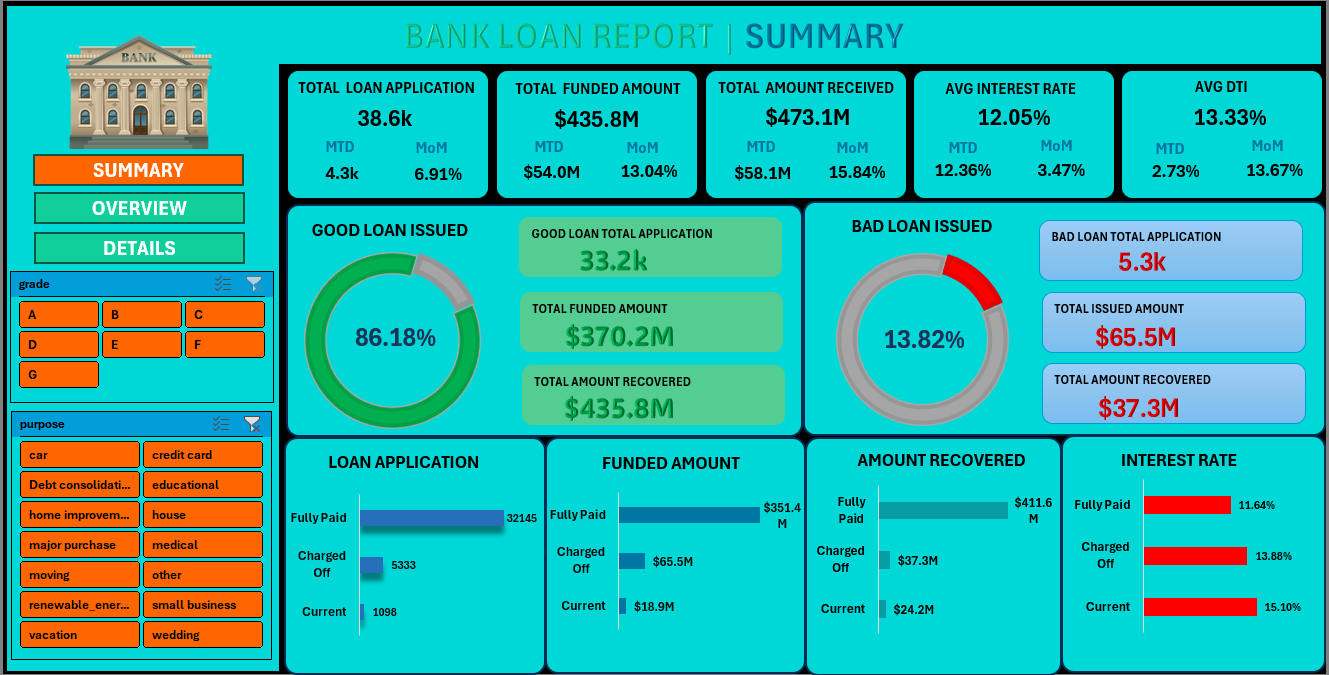 BANK LOAN REPORT | SUMMARY
BANK
SUMMARY
OVERVIEW
DETAILS
grade
A
B
C
D
E
F
G
purpose
car
credit card
Debt consolidati...
educational
home improvem...
house
major purchase
medical
moving
other
renewable_ener...
small business
vacation
wedding
TOTAL LOAN APPLICATION
38.6k
MTD
MoM
4.3k
6.91%
TOTAL FUNDED AMOUNT
$435.8M
MTD
MoM
$54.0M
13.04%
TOTAL AMOUNT RECEIVED
$473.1M
MTD
MoM
$58.1M
15.84%
AVG INTEREST RATE
12.05%
MTD
MoM
12.36%
3.47%
AVG DTI
13.33%
MTD
MoM
2.73%
13.67%
GOOD LOAN ISSUED
86.18%
GOOD LOAN TOTAL APPLICATION
33.2k
TOTAL FUNDED AMOUNT
$370.2M
TOTAL AMOUNT RECOVERED
$435.8M
BAD LOAN ISSUED
13.82%
BAD LOAN TOTAL APPLICATION
5.3k
TOTAL ISSUED AMOUNT
$65.5M
TOTAL AMOUNT RECOVERED
$37.3M
LOAN APPLICATION
Fully Paid
32145
Charged
Off
5333
Current
1098
FUNDED AMOUNT
Fully Paid
$351.4
M
Charged
Off
$65.5M
Current
$18.9M
AMOUNT RECOVERED
Fully
Paid
$411.6
M
Charged
Off
$37.3M
Current
$24.2M
INTEREST RATE
Fully Paid
11.64%
Charged
Off
13.88%
Current
15.10%